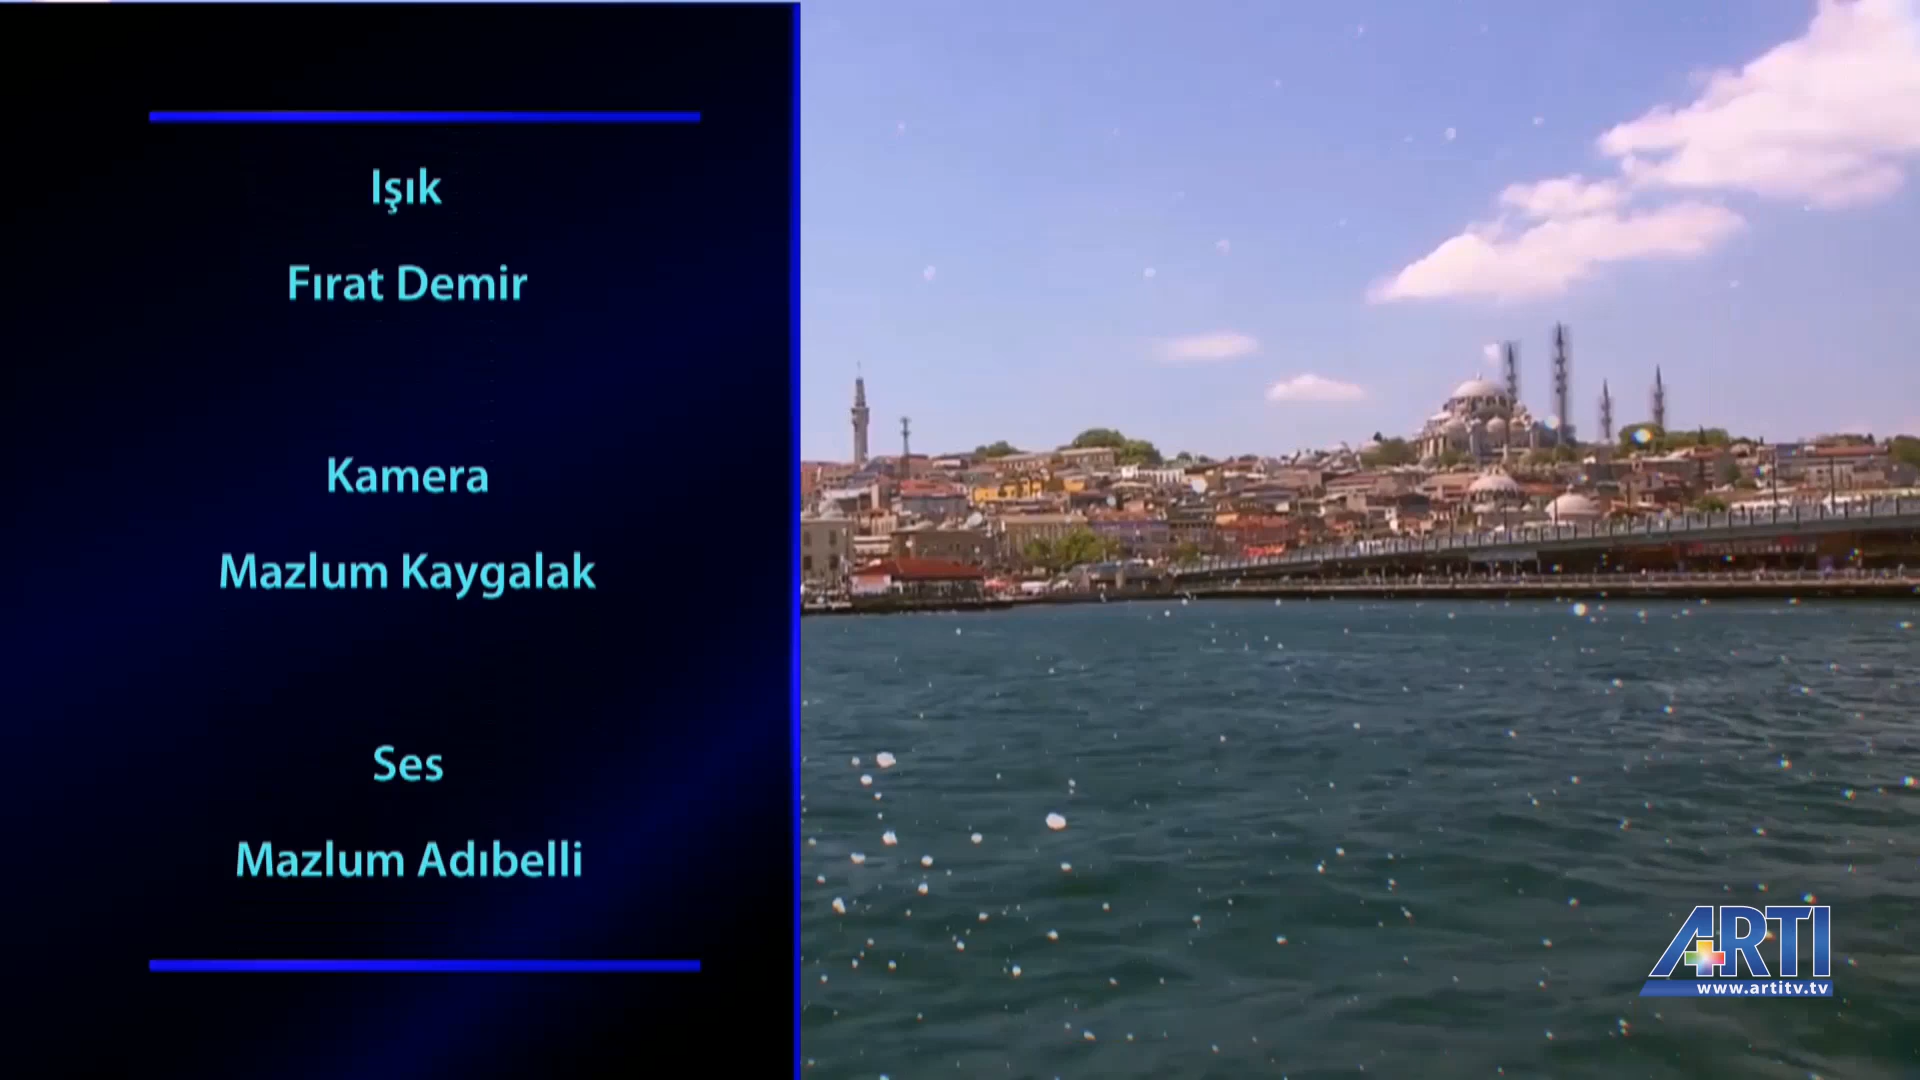 Işık
Fırat Demir
Kamera
Mazlum Kaygalak
Ses
Mazlum Adıbelli
ARTI
www.artitv.tv